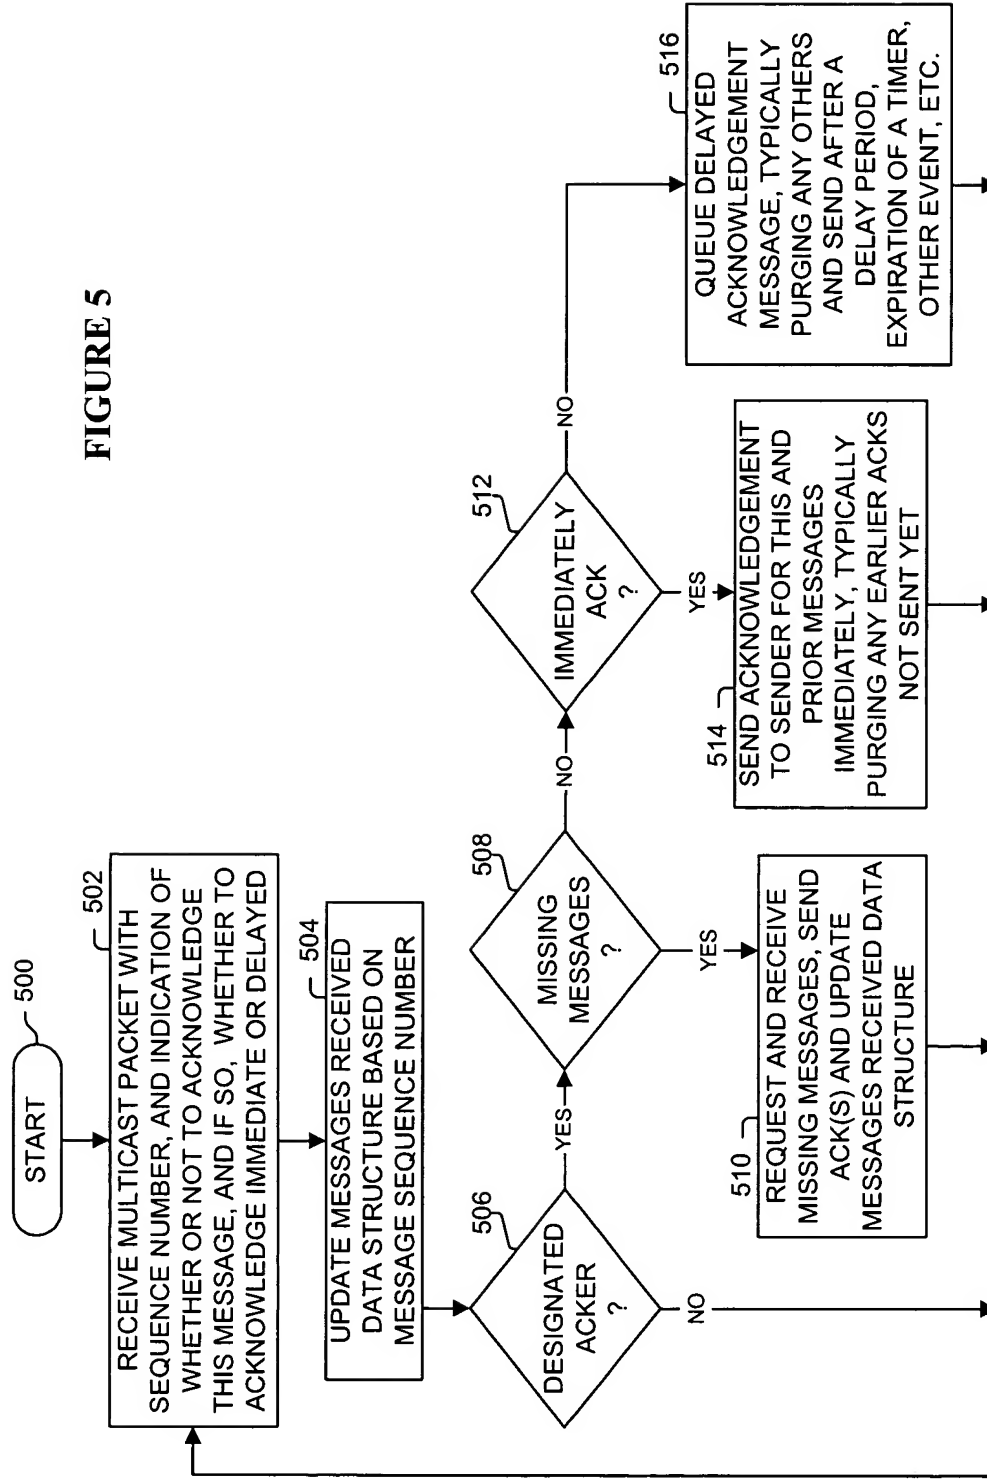 FIGURE 5
START
500
502
RECEIVE MULTICAST PACKET WITH
SEQUENCE NUMBER, AND INDICATION OF
WHETHER OR NOT TO ACKNOWLEDGE
THIS MESSAGE, AND IF SO, WHETHER TO
ACKNOWLEDGE IMMEDIATE OR DELAYED
504
UPDATE MESSAGES RECEIVED
DATA STRUCTURE BASED ON
MESSAGE SEQUENCE NUMBER
506
DESIGNATED
ACKER
?
YES
NO
508
MISSING
MESSAGES
?
NO
YES
510
REQUEST AND RECEIVE
MISSING MESSAGES, SEND
ACK(S) AND UPDATE
MESSAGES RECEIVED DATA
STRUCTURE
512
IMMEDIATELY
ACK
?
NO
YES
514
SEND ACKNOWLEDGEMENT
TO SENDER FOR THIS AND
PRIOR MESSAGES
IMMEDIATELY, TYPICALLY
PURGING ANY EARLIER ACKS
NOT SENT YET
516
QUEUE DELAYED
ACKNOWLEDGEMENT
MESSAGE, TYPICALLY
PURGING ANY OTHERS
AND SEND AFTER A
DELAY PERIOD,
EXPIRATION OF A TIMER,
OTHER EVENT, ETC.